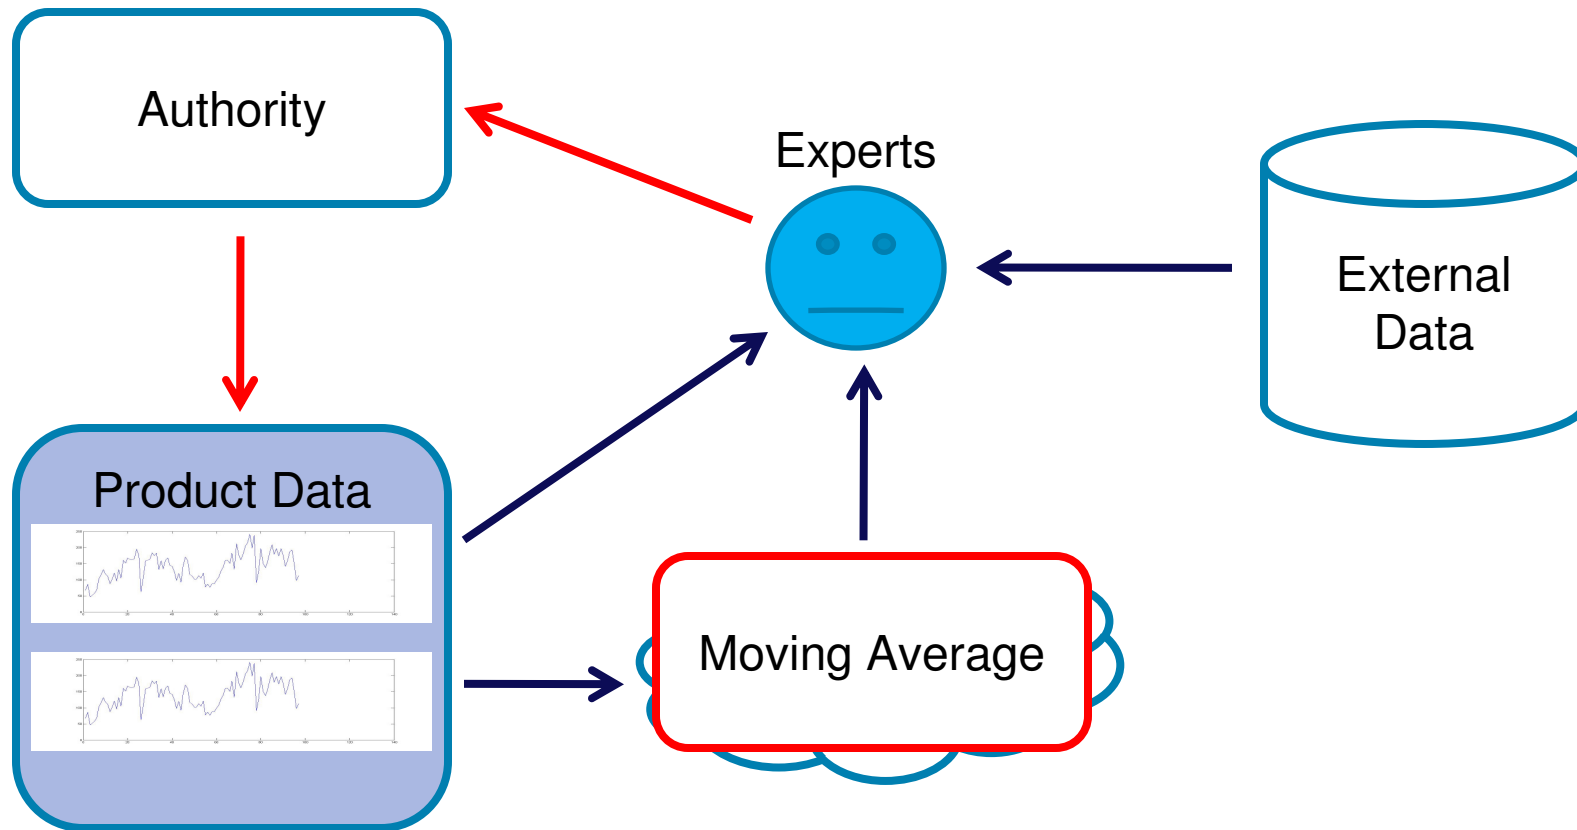 Authority
Experts
External
Data
Product Data
Moving Average